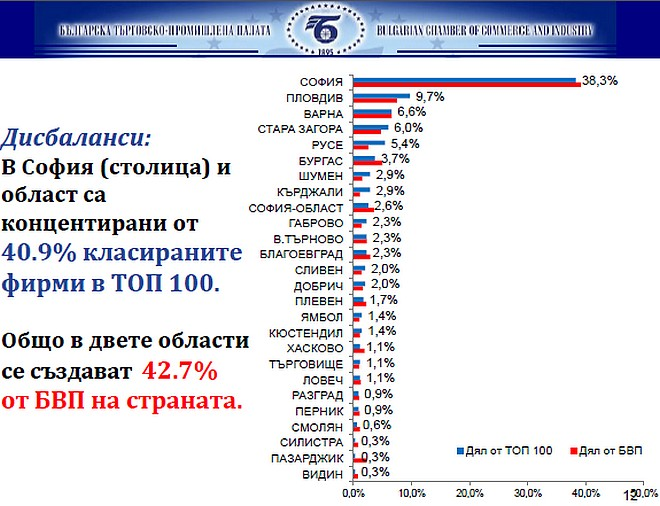 БЪЛГАРСКА ТЪРГОВСКО-ПРОМИШЛЕНА ПАЛАТА
BULGARIAN CHAMBER OF COMMERCE AND INDUSTRY
1895
Дисбаланси:
В София (столица) и
област са
концентирани от
40.9% класираните
фирми в ТОП 100.
Общо в двете области
се създават 42.7%
от БВП на страната.
СОФИЯ 38,3%
ПЛОВДИВ 9,7%
ВАРНА 6,6%
СТАРА ЗАГОРА 6,0%
РУСЕ 5,4%
БУРГАС 3,7%
ШУМЕН 2,9%
КЪРДЖАЛИ 2,9%
СОФИЯ-ОБЛАСТ 2,6%
ГАБРОВО 2,3%
В.ТЪРНОВО 2,3%
БЛАГОЕВГРАД 2,3%
СЛИВЕН 2,0%
ДОБРИЧ 2,0%
ПЛЕВЕН 1,7%
ЯМБОЛ 1,4%
КЮСТЕНДИЛ 1,4%
ХАСКОВО 1,1%
ТЪРГОВИЩЕ 1,1%
ЛОВЕЧ 1,1%
РАЗГРАД 0,9%
ПЕРНИК 0,9%
СМОЛЯН 0,6%
СИЛИСТРА 0,3%
ПАЗАРДЖИК 0,3%
ВИДИН 0,3%
Дял от ТОП 100 Дял от БВП
0,0% 10,0% 20,0% 30,0% 40,0% 50,0%
12